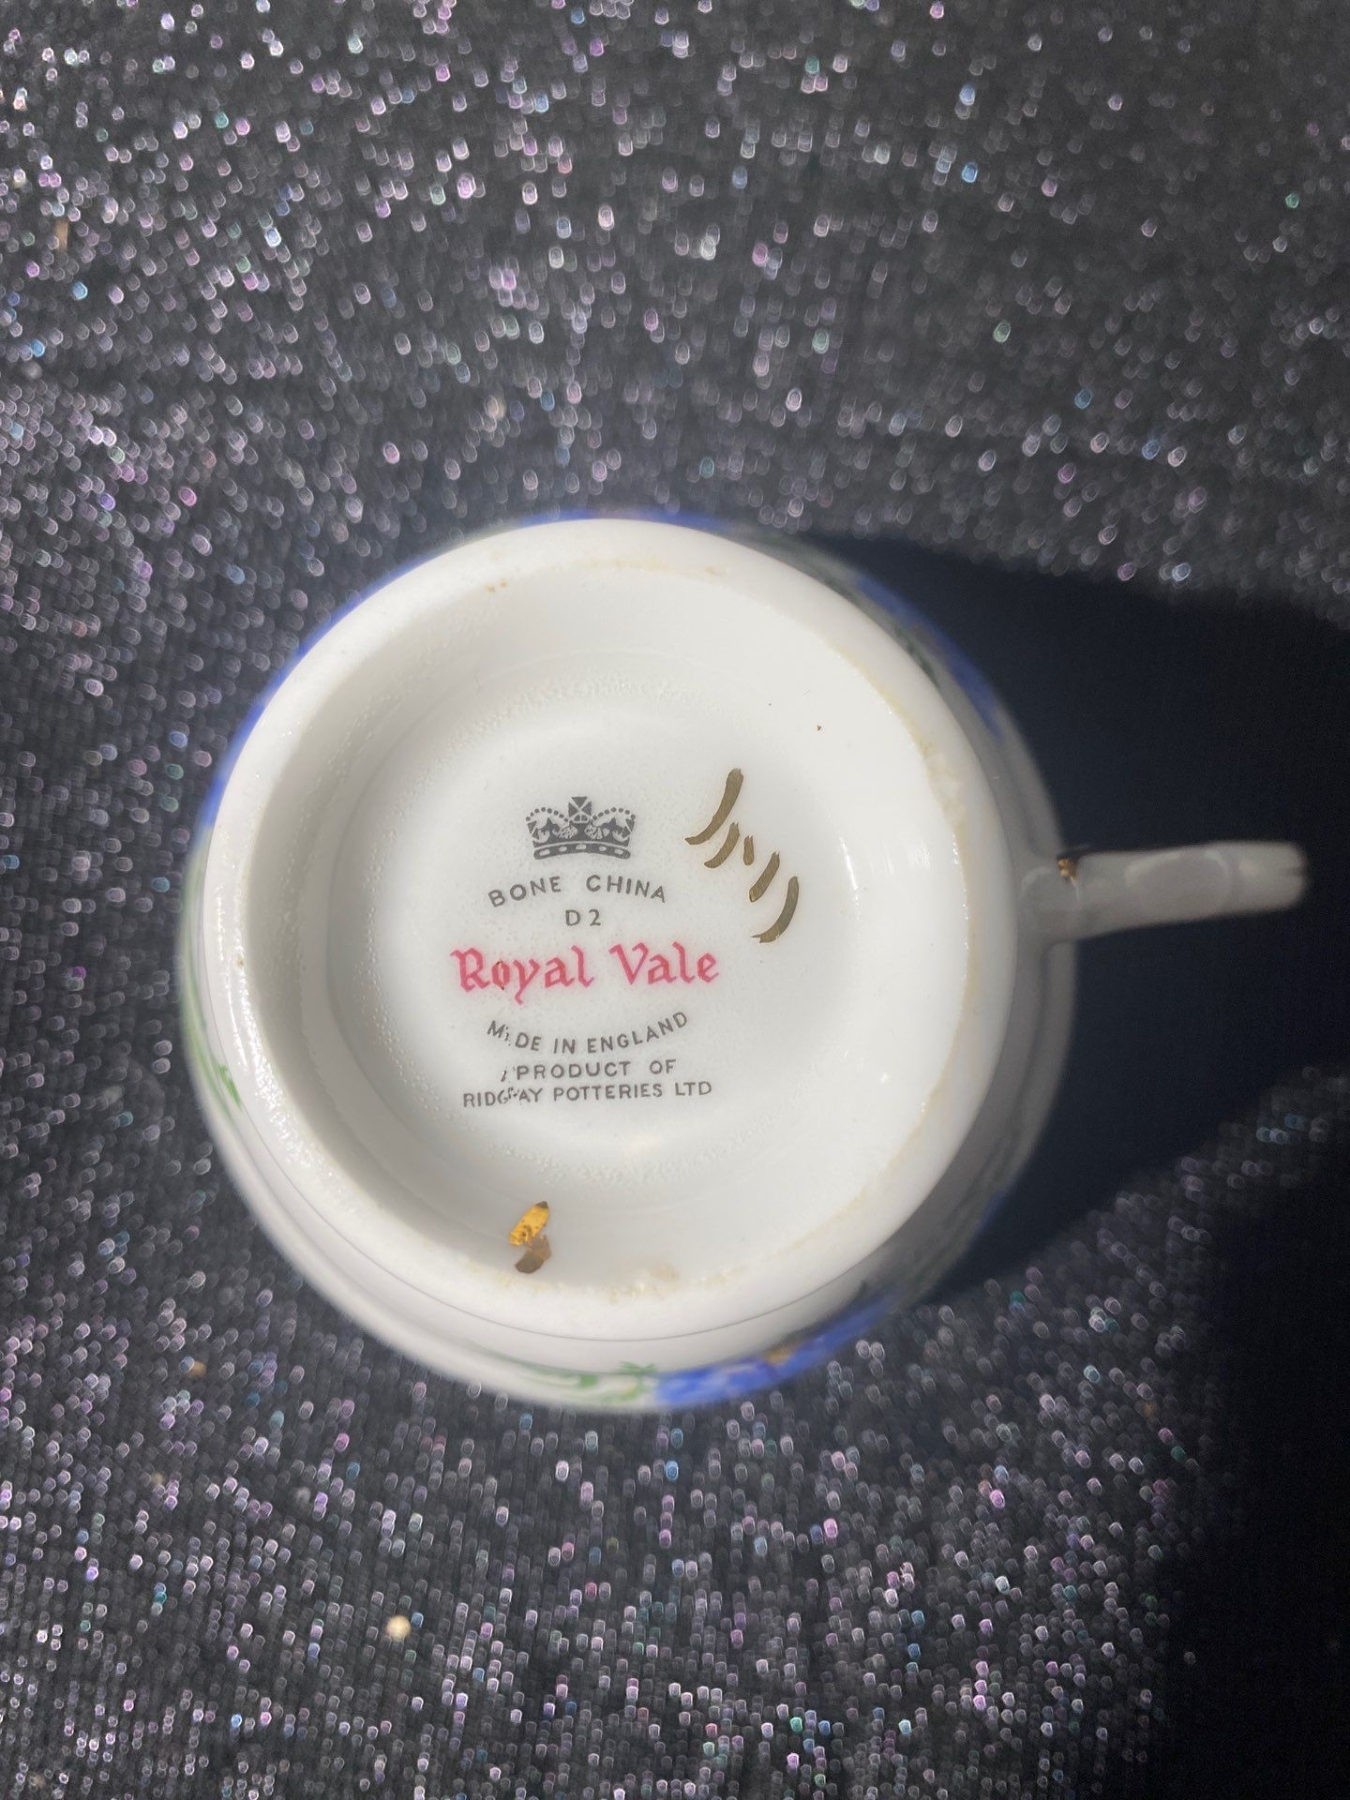 BONE CHINA
D2
Royal Vale
MADE IN ENGLAND
PRODUCT OF
RIDGWAY POTTERIES LTD